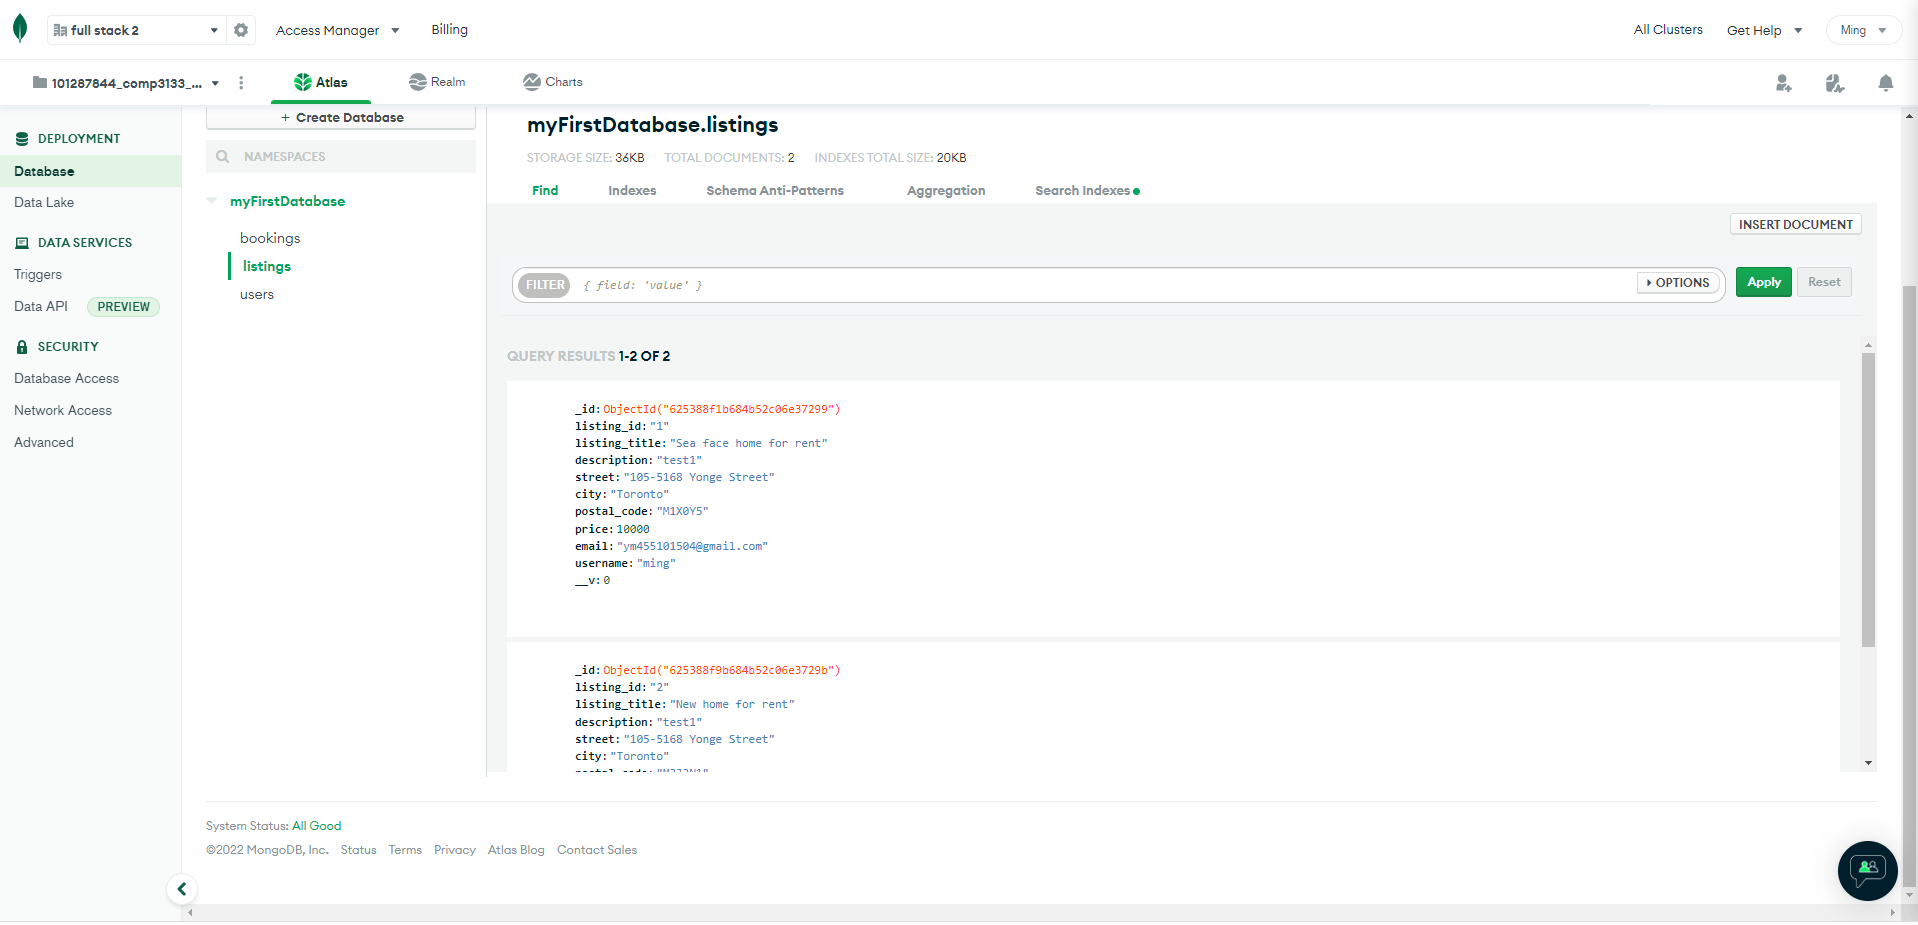 full stack 2 Access Manager Billing All Clusters Get Help Ming
101287844_comp3133_... Atlas Realm Charts
DEPLOYMENT
Database
Data Lake
DATA SERVICES
Triggers
Data API PREVIEW
SECURITY
Database Access
Network Access
Advanced
+ Create Database
NAMESPACES
myFirstDatabase
bookings
listings
users
myFirstDatabase.listings
STORAGE SIZE: 36KB TOTAL DOCUMENTS: 2 INDEXES TOTAL SIZE: 20KB
Find Indexes Schema Anti-Patterns Aggregation Search Indexes
INSERT DOCUMENT
FILTER { field: 'value' } OPTIONS Apply Reset
QUERY RESULTS 1-2 OF 2
_id: ObjectId("625388f1b684b52c06e37299")
listing_id: "1"
listing_title: "Sea face home for rent"
description: "test1"
street: "105-5168 Yonge Street"
city: "Toronto"
postal_code: "M1X0Y5"
price: 10000
email: "ym455101504@gmail.com"
username: "ming"
__v: 0
_id: ObjectId("625388f9b684b52c06e3729b")
listing_id: "2"
listing_title: "New home for rent"
description: "test1"
street: "105-5168 Yonge Street"
city: "Toronto"
System Status: All Good
©2022 MongoDB, Inc. Status Terms Privacy Atlas Blog Contact Sales